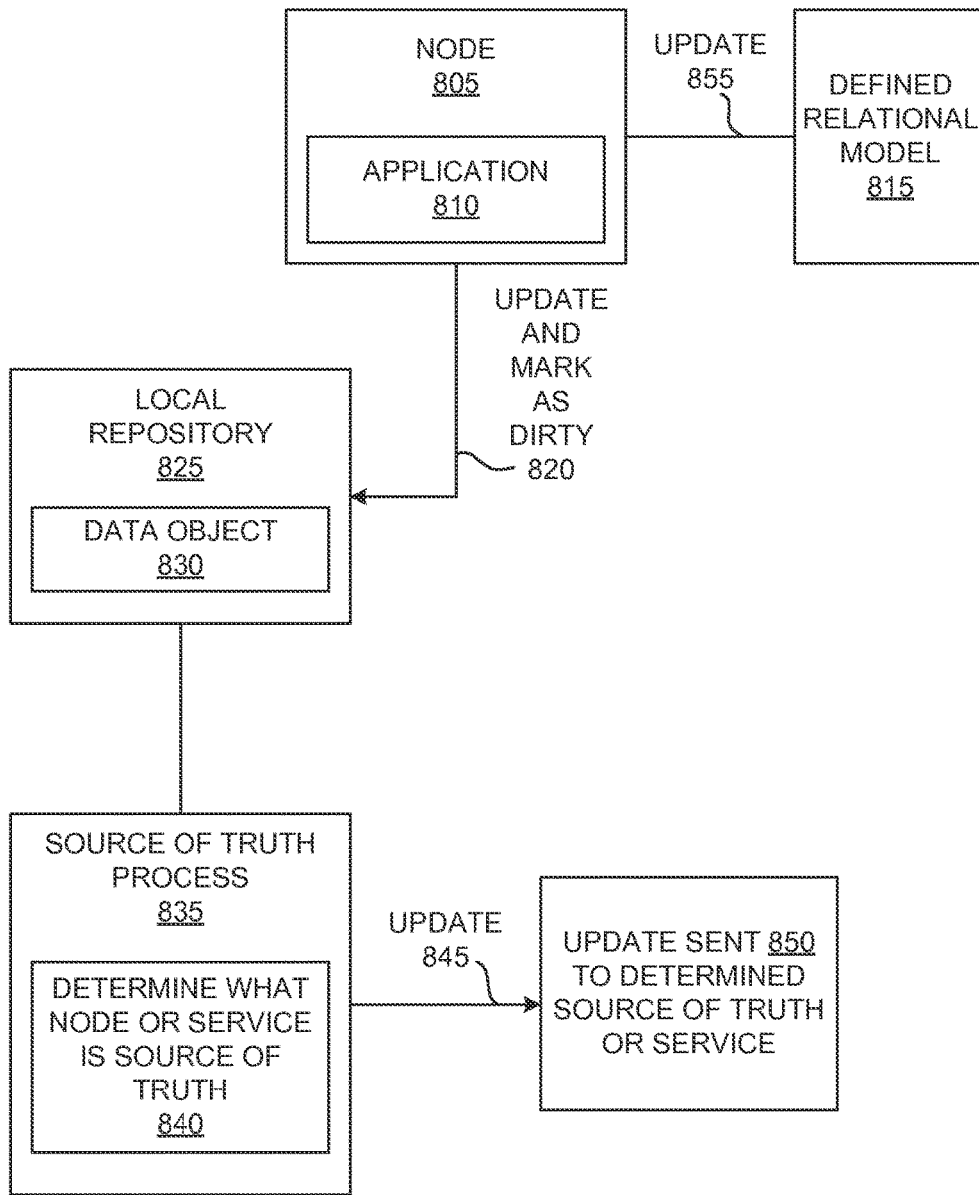 NODE
805
APPLICATION
810
UPDATE
855
DEFINED
RELATIONAL
MODEL
815
UPDATE
AND
MARK
AS
DIRTY
820
LOCAL
REPOSITORY
825
DATA OBJECT
830
SOURCE OF TRUTH
PROCESS
835
DETERMINE WHAT
NODE OR SERVICE
IS SOURCE OF
TRUTH
840
UPDATE
845
UPDATE SENT 850
TO DETERMINED
SOURCE OF TRUTH
OR SERVICE